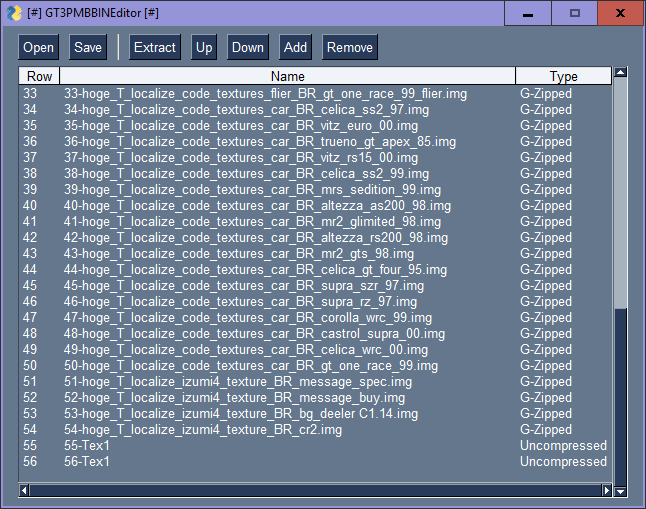 [#] GT3PMBBINEditor [#]
Open Save Extract Up Down Add Remove
Row Name Type
33 33-hoge_T_localize_code_textures_flier_BR_gt_one_race_99_flier.img G-Zipped
34 34-hoge_T_localize_code_textures_car_BR_celica_ss2_97.img G-Zipped
35 35-hoge_T_localize_code_textures_car_BR_vitz_euro_00.img G-Zipped
36 36-hoge_T_localize_code_textures_car_BR_trueno_gt_apex_85.img G-Zipped
37 37-hoge_T_localize_code_textures_car_BR_vitz_rs15_00.img G-Zipped
38 38-hoge_T_localize_code_textures_car_BR_celica_ss2_99.img G-Zipped
39 39-hoge_T_localize_code_textures_car_BR_mrs_sedition_99.img G-Zipped
40 40-hoge_T_localize_code_textures_car_BR_altezza_as200_98.img G-Zipped
41 41-hoge_T_localize_code_textures_car_BR_mr2_glimited_98.img G-Zipped
42 42-hoge_T_localize_code_textures_car_BR_altezza_rs200_98.img G-Zipped
43 43-hoge_T_localize_code_textures_car_BR_mr2_gts_98.img G-Zipped
44 44-hoge_T_localize_code_textures_car_BR_celica_gt_four_95.img G-Zipped
45 45-hoge_T_localize_code_textures_car_BR_supra_szr_97.img G-Zipped
46 46-hoge_T_localize_code_textures_car_BR_supra_rz_97.img G-Zipped
47 47-hoge_T_localize_code_textures_car_BR_corolla_wrc_99.img G-Zipped
48 48-hoge_T_localize_code_textures_car_BR_castrol_supra_00.img G-Zipped
49 49-hoge_T_localize_code_textures_car_BR_celica_wrc_00.img G-Zipped
50 50-hoge_T_localize_code_textures_car_BR_gt_one_race_99.img G-Zipped
51 51-hoge_T_localize_izumi4_texture_BR_message_spec.img G-Zipped
52 52-hoge_T_localize_izumi4_texture_BR_message_buy.img G-Zipped
53 53-hoge_T_localize_izumi4_texture_BR_bg_deeler C1.14.img G-Zipped
54 54-hoge_T_localize_izumi4_texture_BR_cr2.img G-Zipped
55 55-Tex1 Uncompressed
56 56-Tex1 Uncompressed